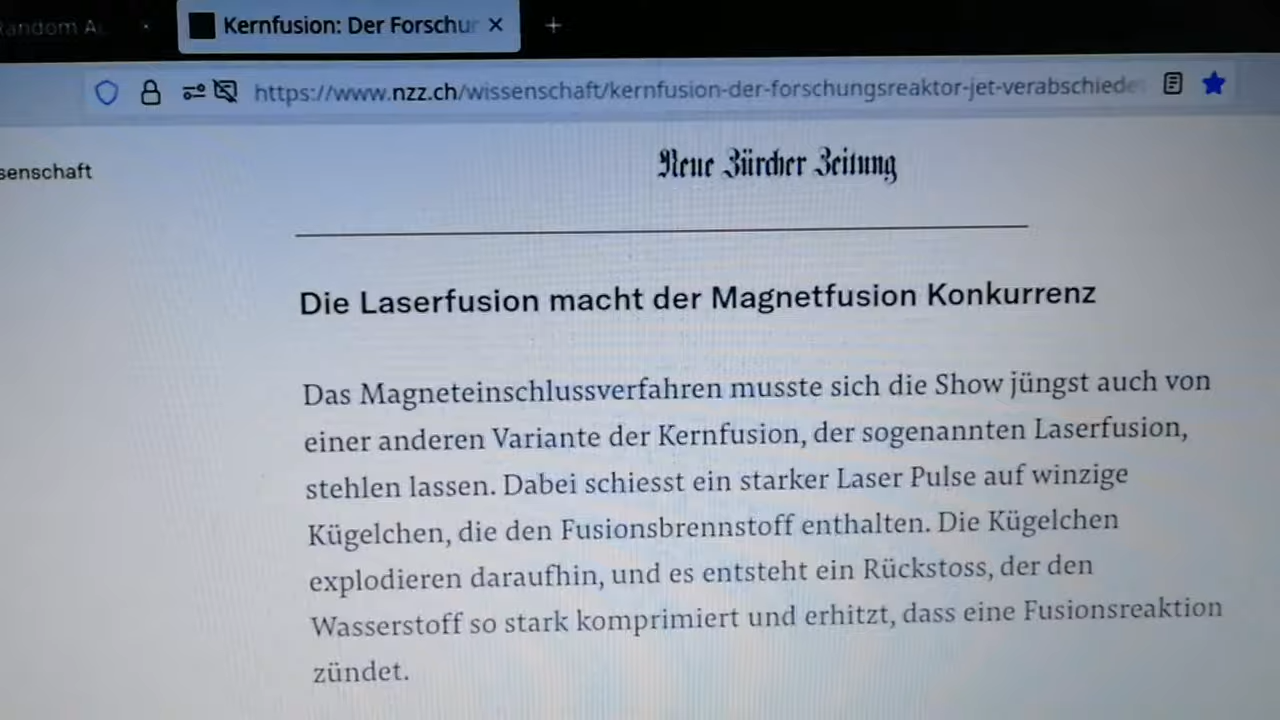 Kernfusion: Der Forschur
https://www.nzz.ch/wissenschaft/kernfusion-der-forschungsreaktor-jet-verabschiede
senschaft
Neue Zürcher Zeitung
Die Laserfusion macht der Magnetfusion Konkurrenz
Das Magneteinschlussverfahren musste sich die Show jüngst auch von
einer anderen Variante der Kernfusion, der sogenannten Laserfusion,
stehlen lassen. Dabei schiesst ein starker Laser Pulse auf winzige
Kügelchen, die den Fusionsbrennstoff enthalten. Die Kügelchen
explodieren daraufhin, und es entsteht ein Rückstoss, der den
Wasserstoff so stark komprimiert und erhitzt, dass eine Fusionsreaktion
zündet.